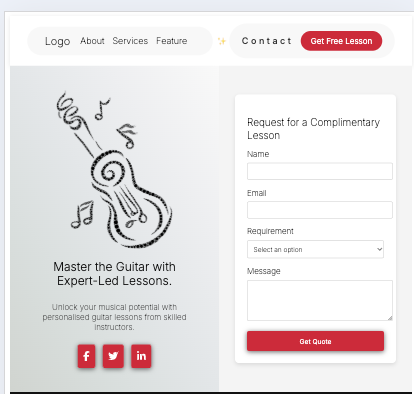 Logo About Services Feature ✨ Contact Get Free Lesson
Master the Guitar with
Expert-Led Lessons.
Unlock your musical potential with
personalised guitar lessons from skilled
instructors.
Request for a Complimentary
Lesson
Name
Email
Requirement
Select an option
Message
Get Quote